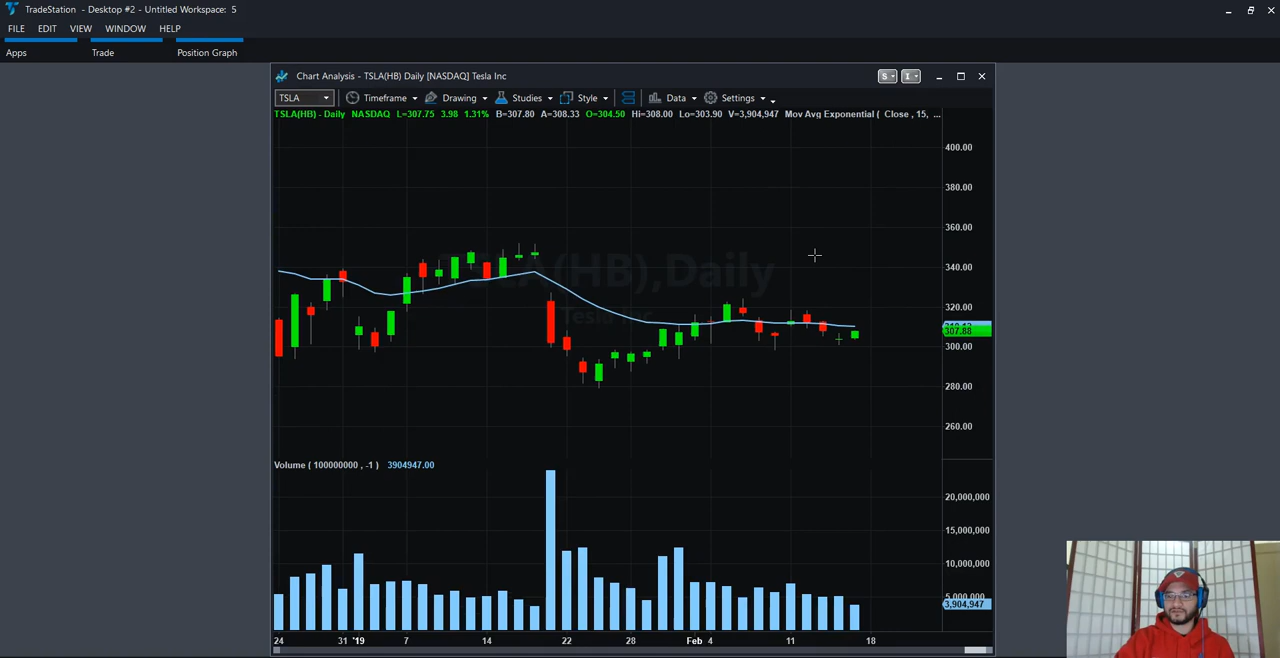 TradeStation - Desktop #2 - Untitled Workspace: 5
FILE EDIT VIEW WINDOW HELP
Apps Trade Position Graph
Chart Analysis - TSLA(HB) Daily [NASDAQ] Tesla Inc
S I
TSLA Timeframe Drawing Studies Style Data Settings
TSLA(HB) - Daily NASDAQ L=307.75 3.98 1.31% B=307.80 A=308.33 O=304.50 Hi=308.00 Lo=303.90 V=3,904,947 Mov Avg Exponential ( Close , 15, ...
400.00
380.00
360.00
TSLA(HB),Daily
340.00
Tesla Inc
320.00
307.88
300.00
280.00
260.00
Volume ( 100000000 , -1 ) 3904947.00
20,000,000
15,000,000
10,000,000
5,000,000
3,904,947
24 31 '19 7 14 22 28 Feb 4 11 18